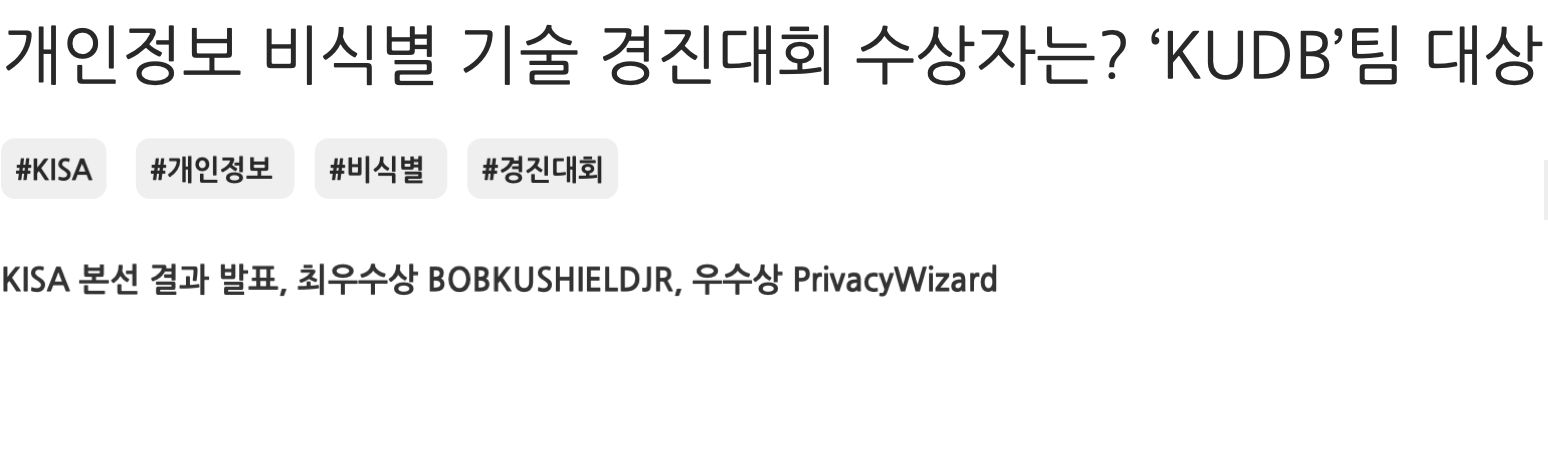 개인정보 비식별 기술 경진대회 수상자는? ‘KUDB’팀 대상
#KISA #개인정보 #비식별 #경진대회
KISA 본선 결과 발표, 최우수상 BOBKUSHIELDJR, 우수상 PrivacyWizard